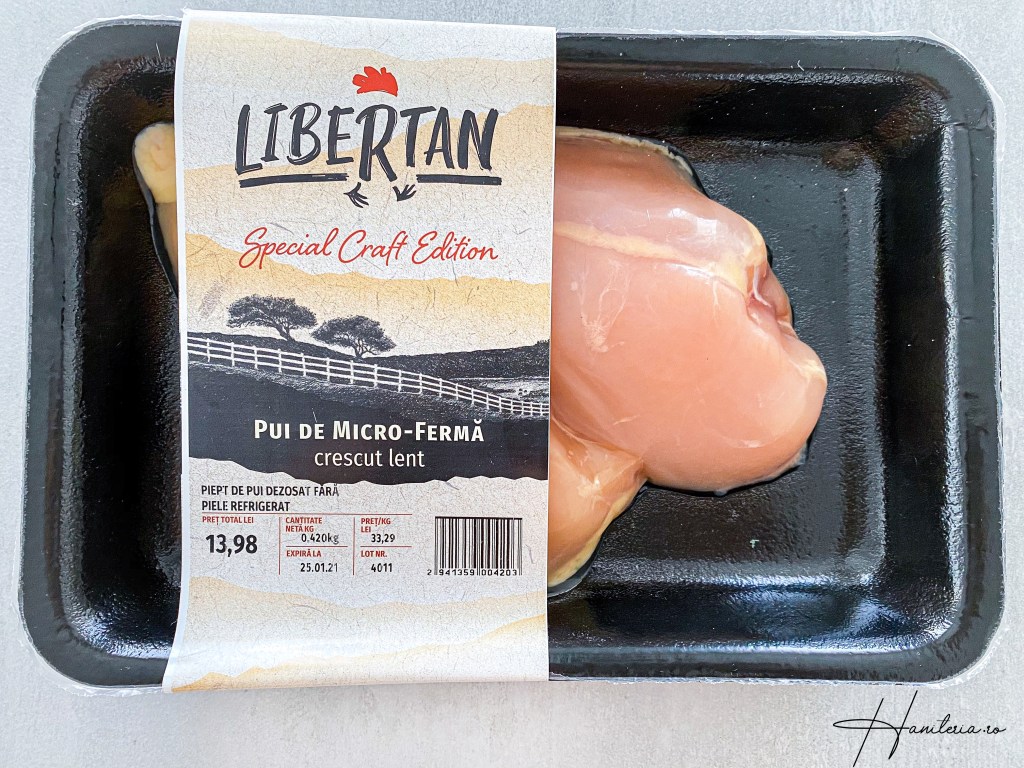 LIBERTAN
Special Craft Edition
PUI DE MICRO-FERMĂ
crescut lent
PIEPT DE PUI DEZOSAT FĂRĂ
PIELE REFRIGERAT
PREȚ TOTAL LEI
13,98
CANTITATE
NETĂ KG
0.420kg
PREȚ/KG
LEI
33,29
EXPIRĂ LA
25.01.21
LOT NR.
4011
2 941359 004203
Haniteria.ro